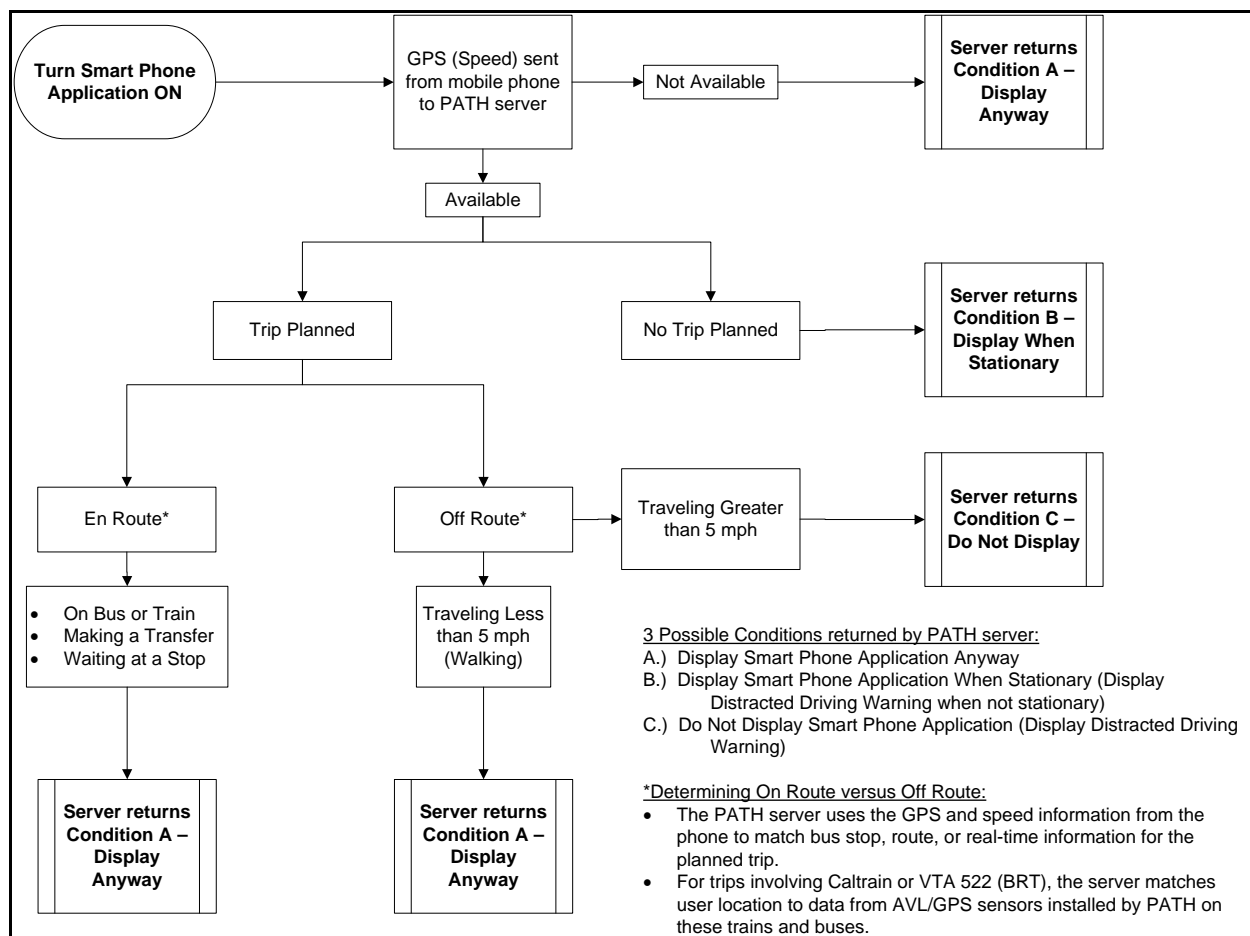 Turn Smart Phone
Application ON
GPS (Speed) sent
from mobile phone
to PATH server
Not Available
Server returns
Condition A –
Display
Anyway
Available
Trip Planned
No Trip Planned
Server returns
Condition B –
Display When
Stationary
En Route*
Off Route*
Traveling Greater
than 5 mph
Server returns
Condition C –
Do Not Display
• On Bus or Train
• Making a Transfer
• Waiting at a Stop
Traveling Less
than 5 mph
(Walking)
Server returns
Condition A –
Display
Anyway
Server returns
Condition A –
Display
Anyway
3 Possible Conditions returned by PATH server:
A.) Display Smart Phone Application Anyway
B.) Display Smart Phone Application When Stationary (Display
Distracted Driving Warning when not stationary)
C.) Do Not Display Smart Phone Application (Display Distracted Driving
Warning)
*Determining On Route versus Off Route:
• The PATH server uses the GPS and speed information from the
phone to match bus stop, route, or real-time information for the
planned trip.
• For trips involving Caltrain or VTA 522 (BRT), the server matches
user location to data from AVL/GPS sensors installed by PATH on
these trains and buses.